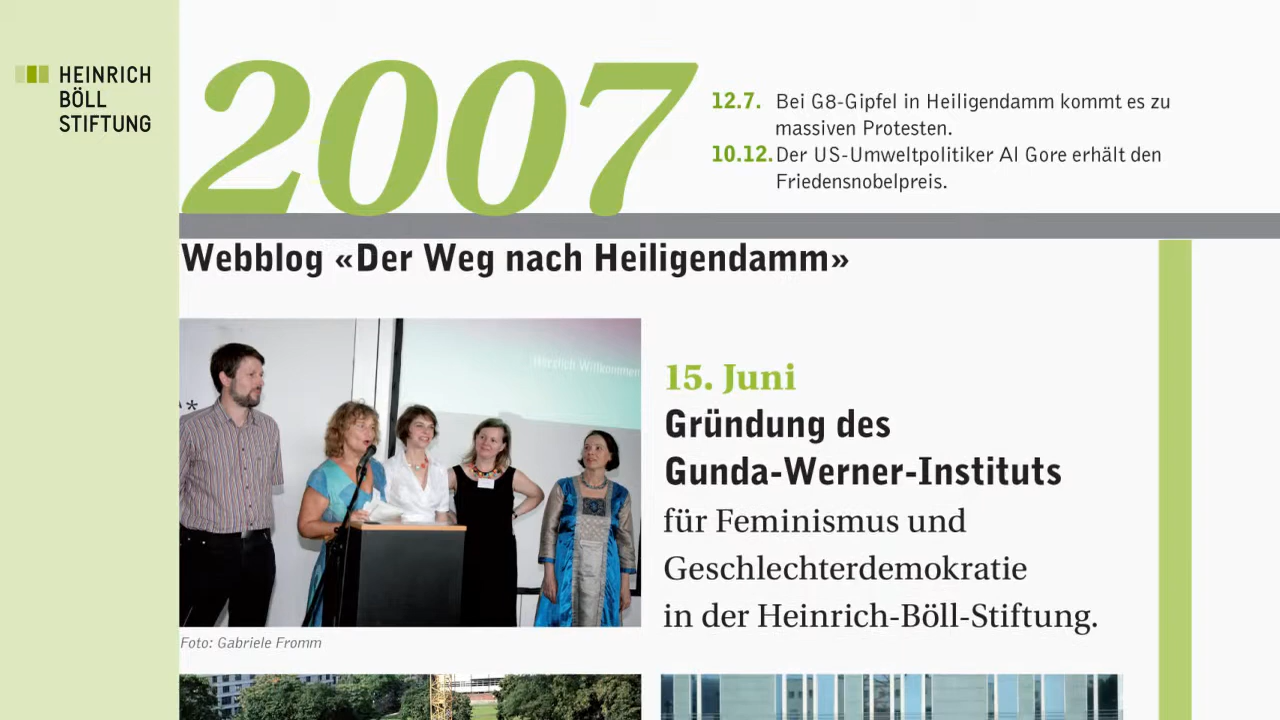 HEINRICH
BÖLL
STIFTUNG
2007
12.7. Bei G8-Gipfel in Heiligendamm kommt es zu
massiven Protesten.
10.12. Der US-Umweltpolitiker Al Gore erhält den
Friedensnobelpreis.
Webblog «Der Weg nach Heiligendamm»
Herzlich Willkommen
A*
15. Juni
Gründung des
Gunda-Werner-Instituts
für Feminismus und
Geschlechterdemokratie
in der Heinrich-Böll-Stiftung.
Foto: Gabriele Fromm